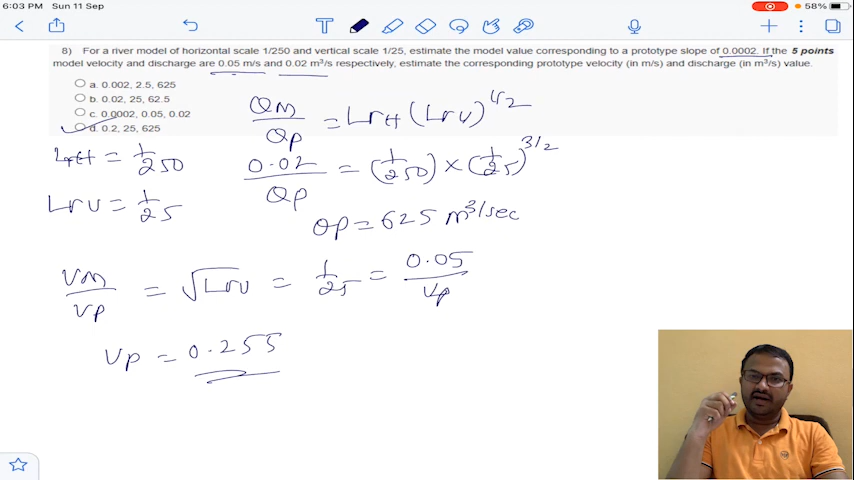 6:03 PM Sun 11 Sep
58%
8) For a river model of horizontal scale 1/250 and vertical scale 1/25, estimate the model value corresponding to a prototype slope of 0.0002. If the 5 points
model velocity and discharge are 0.05 m/s and 0.02 m³/s respectively, estimate the corresponding prototype velocity (in m/s) and discharge (in m³/s) value.
a. 0.002, 2.5, 625
b. 0.02, 25, 62.5
c. 0.0002, 0.05, 0.02
d. 0.2, 25, 625
QM/QP = LrH (LrV)^1/2
LrH = 1/250
0.02/QP = (1/250) × (1/25)^3/2
LrV = 1/25
QP = 625 m³/sec
VM/VP = √LrV = 1/25 = 0.05/VP
VP = 0.255